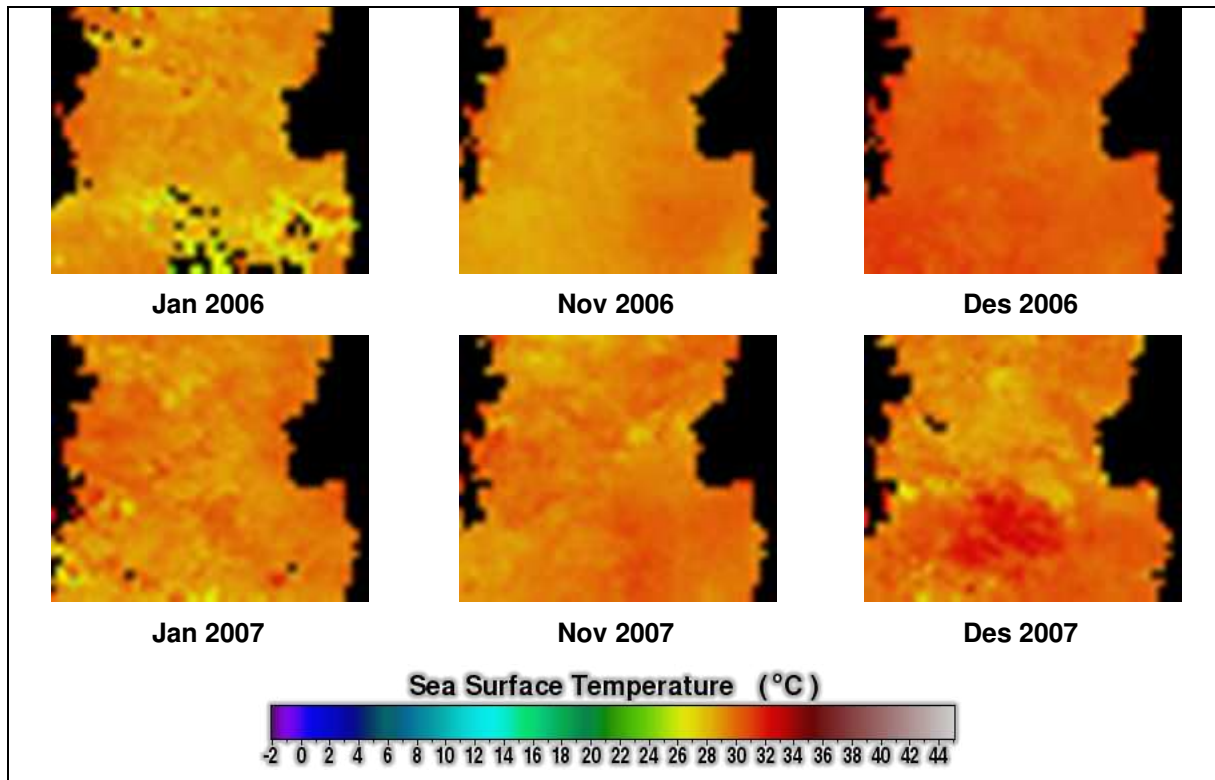 Jan 2006 Nov 2006 Des 2006
Jan 2007 Nov 2007 Des 2007
Sea Surface Temperature (°C)
-2 0 2 4 6 8 10 12 14 16 18 20 22 24 26 28 30 32 34 36 38 40 42 44